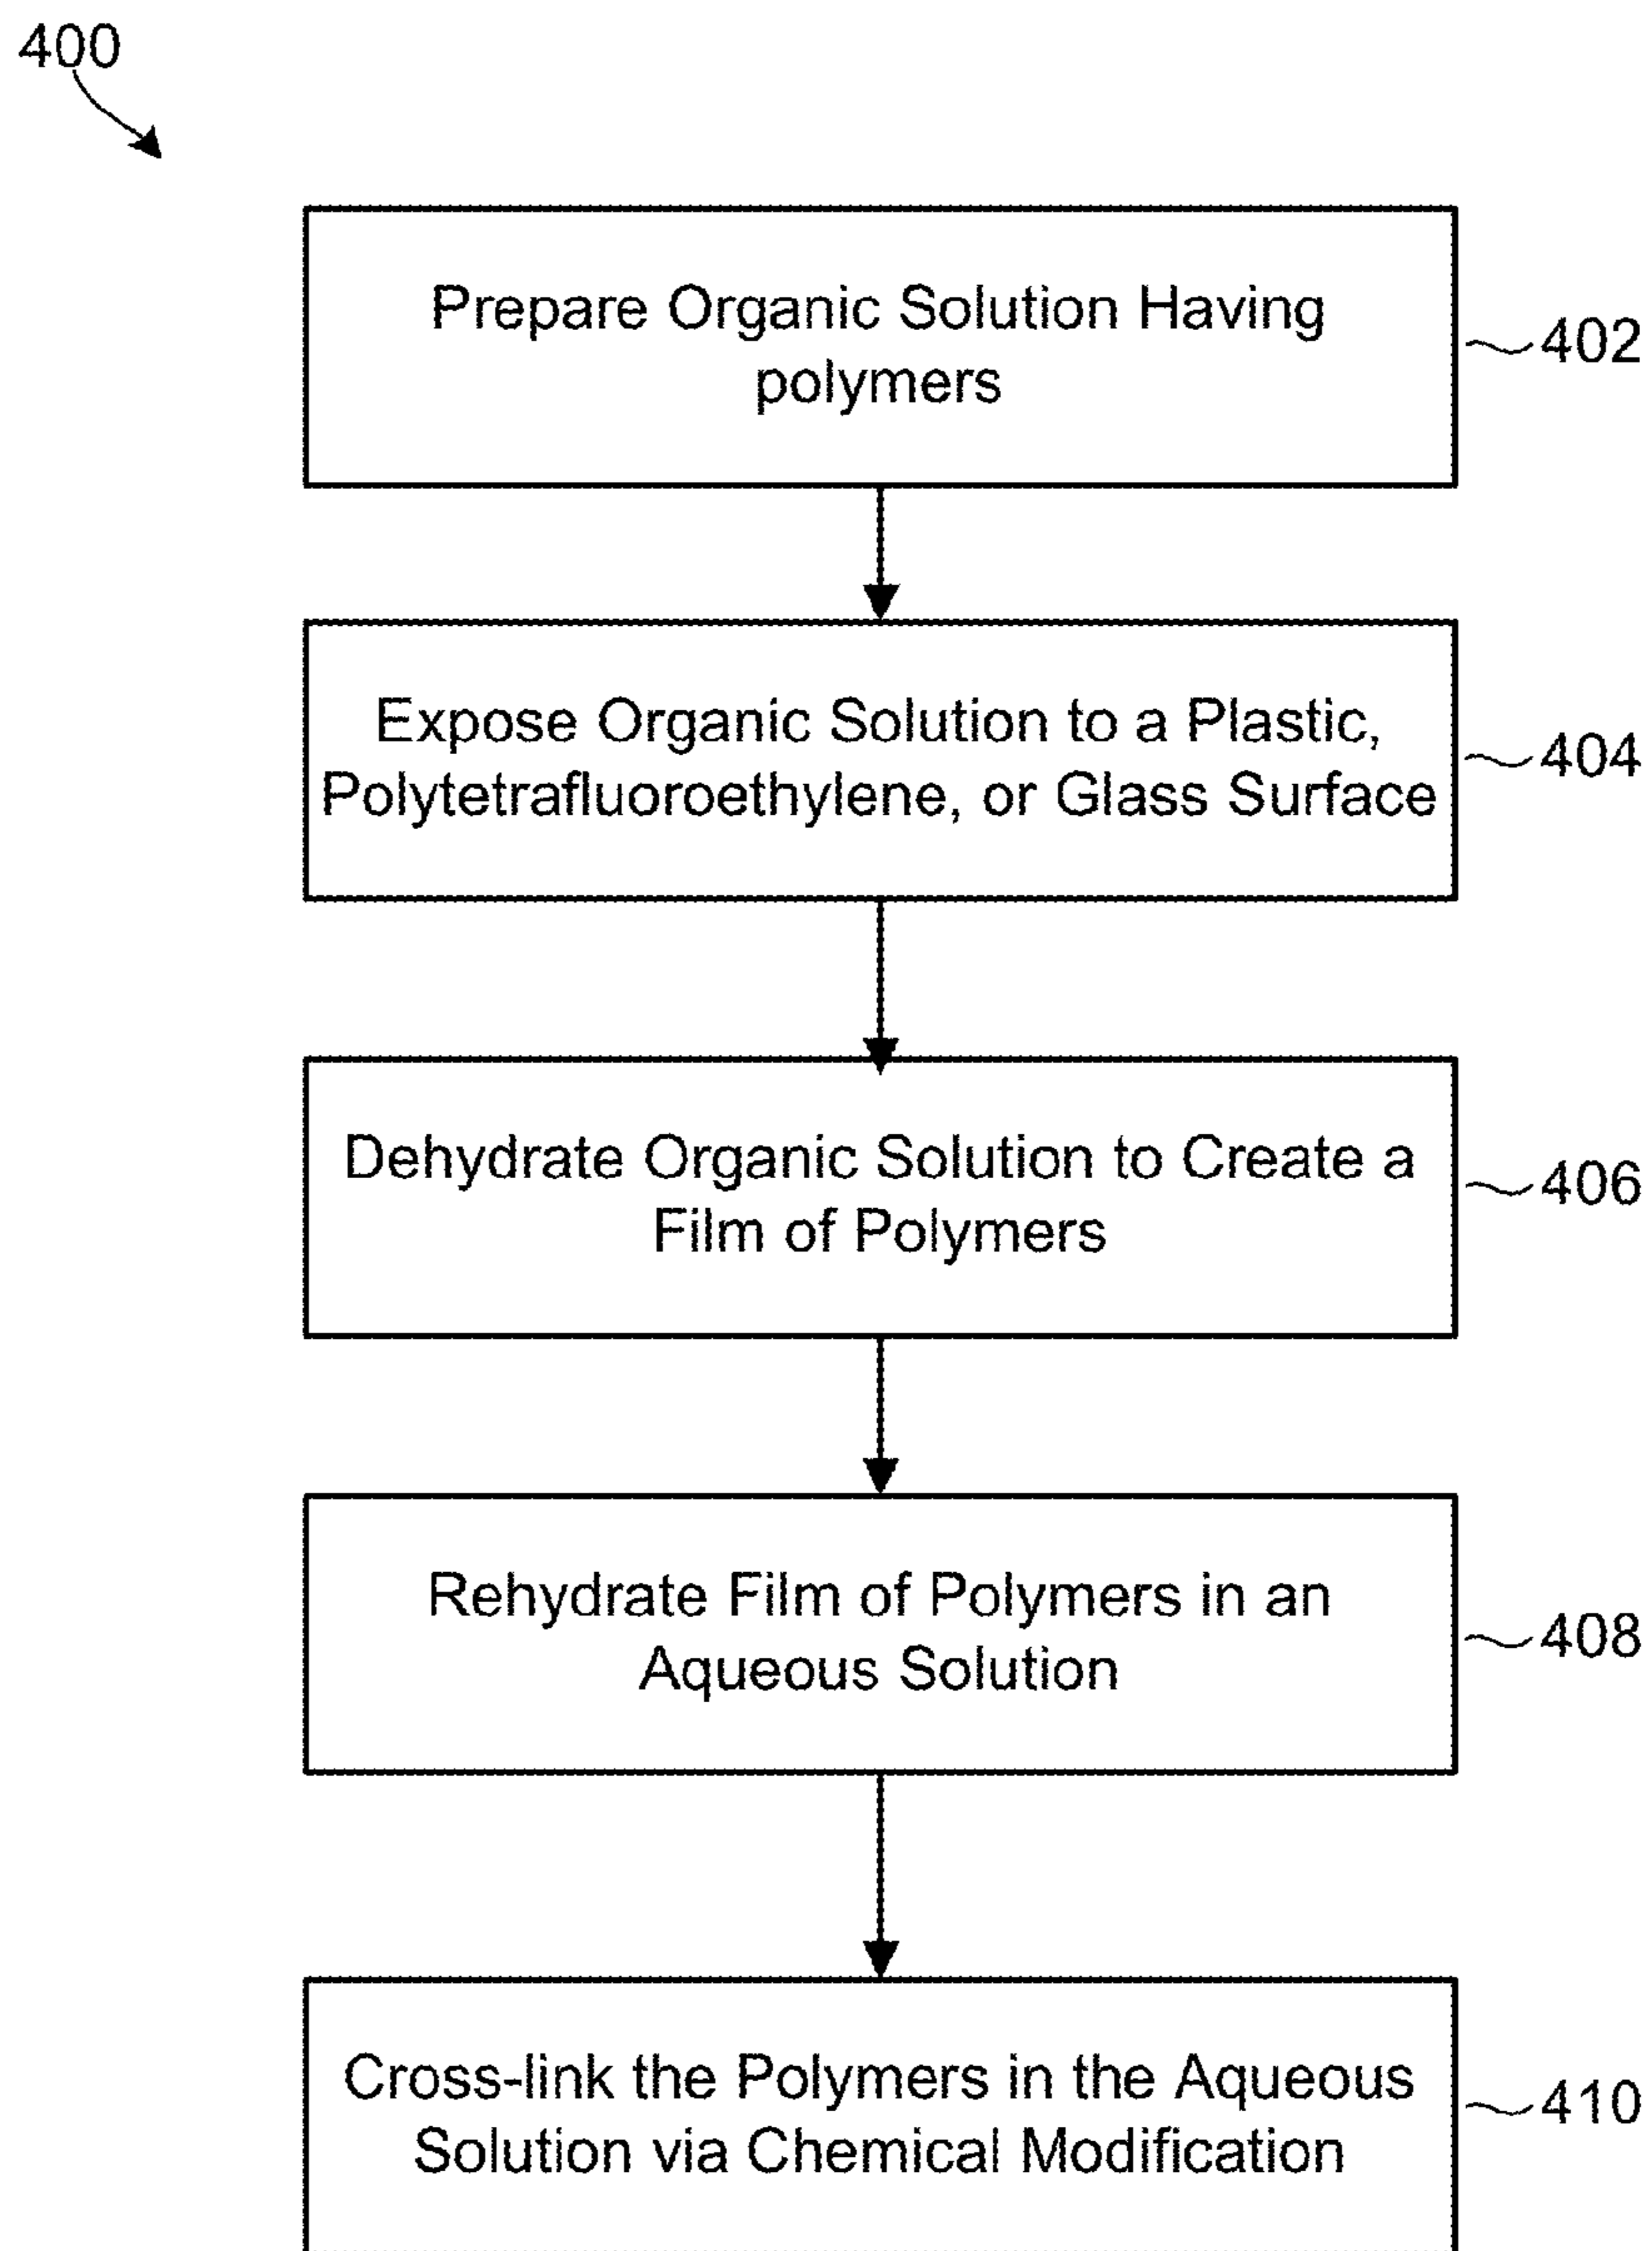 400
Prepare Organic Solution Having
polymers
402
Expose Organic Solution to a Plastic,
Polytetrafluoroethylene, or Glass Surface
404
Dehydrate Organic Solution to Create a
Film of Polymers
406
Rehydrate Film of Polymers in an
Aqueous Solution
408
Cross-link the Polymers in the Aqueous
Solution via Chemical Modification
410